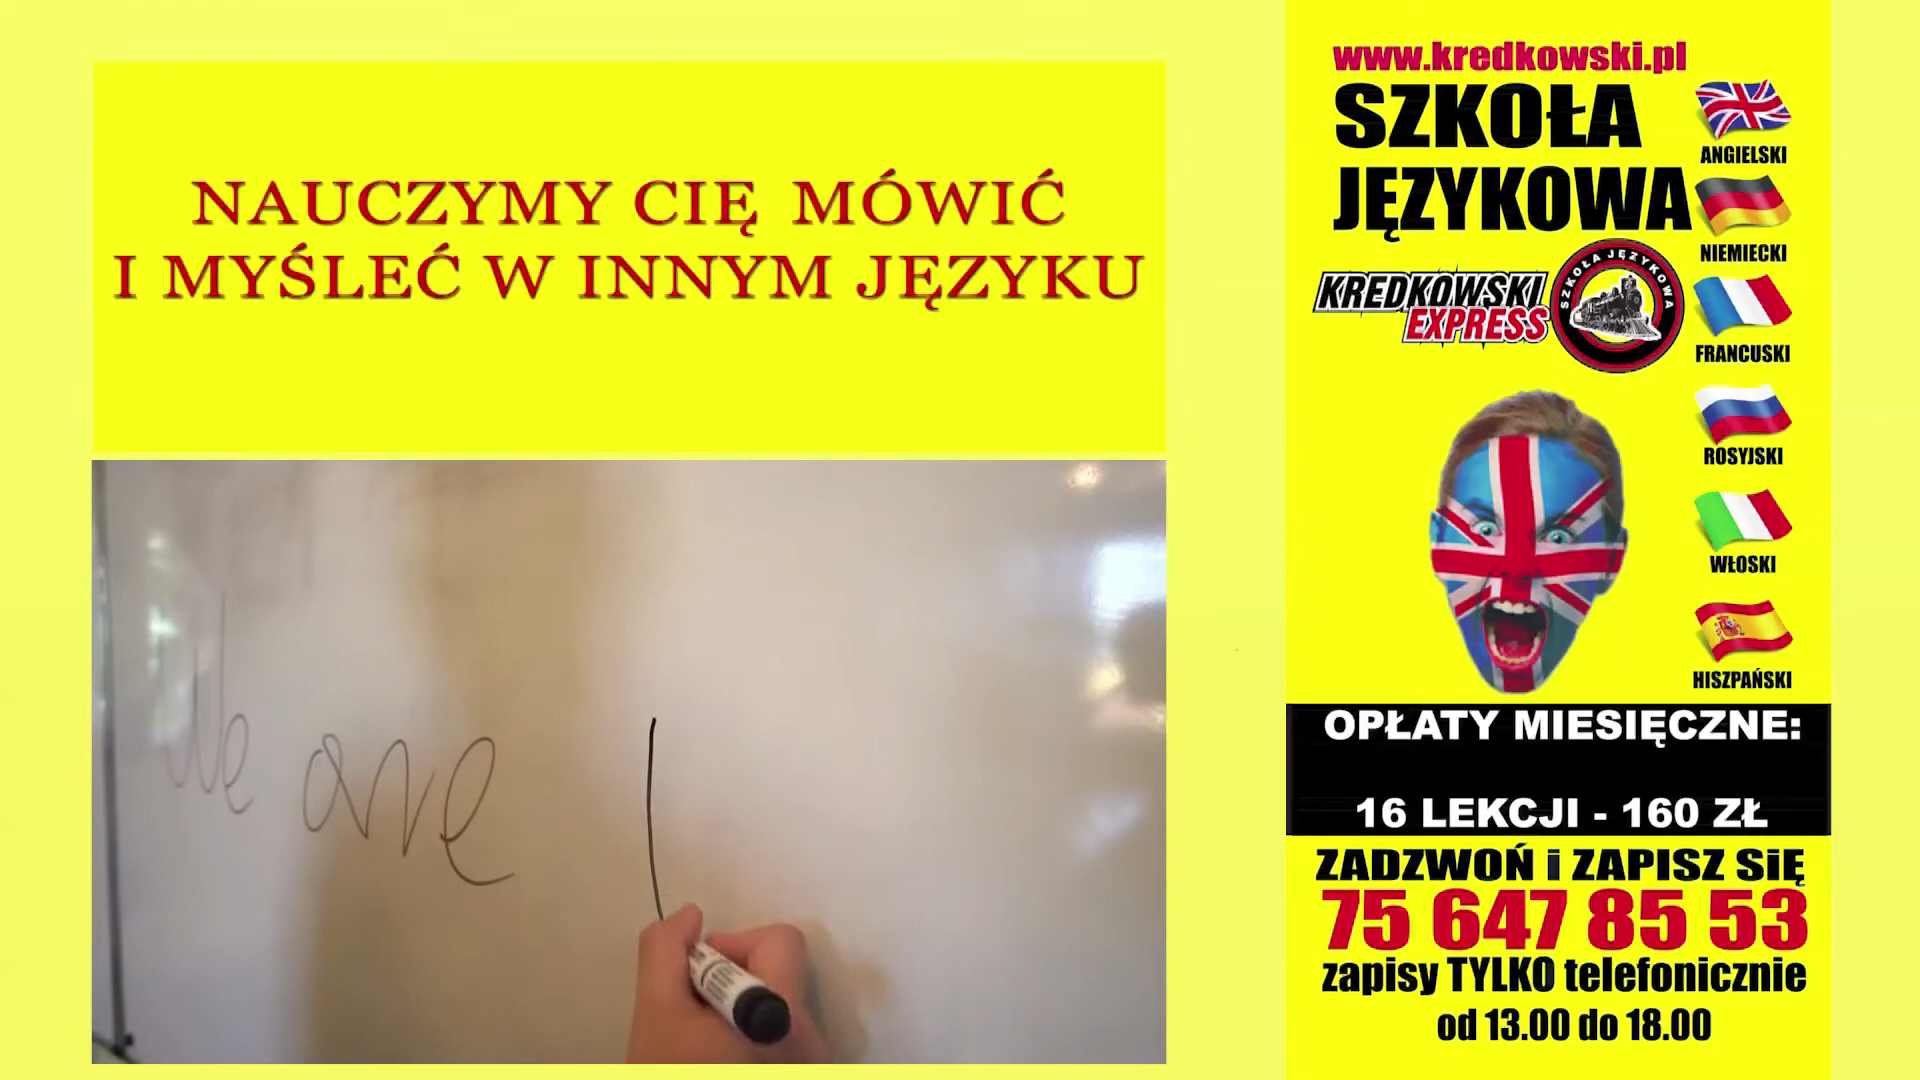 NAUCZYMY CIĘ MÓWIĆ
I MYŚLEĆ W INNYM JĘZYKU
We are
www.kredkowski.pl
SZKOŁA
JĘZYKOWA
KREDKOWSKI
EXPRESS
SZKOŁA JĘZYKOWA
ANGIELSKI
NIEMIECKI
FRANCUSKI
ROSYJSKI
WŁOSKI
HISZPAŃSKI
OPŁATY MIESIĘCZNE:
16 LEKCJI - 160 ZŁ
ZADZWOŃ i ZAPISZ SiĘ
75 647 85 53
zapisy TYLKO telefonicznie
od 13.00 do 18.00